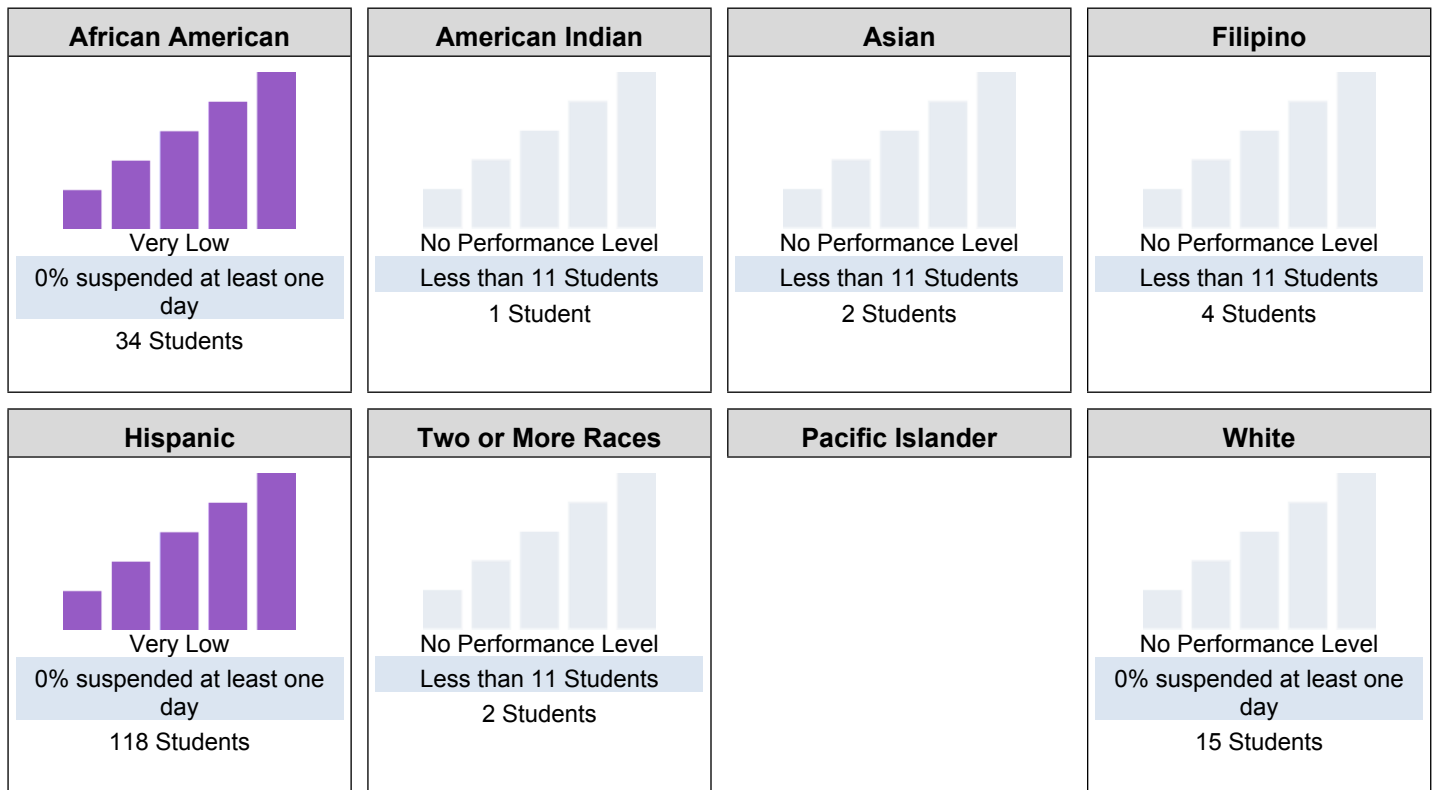 African American
Very Low
0% suspended at least one
day
34 Students
American Indian
No Performance Level
Less than 11 Students
1 Student
Asian
No Performance Level
Less than 11 Students
2 Students
Filipino
No Performance Level
Less than 11 Students
4 Students
Hispanic
Very Low
0% suspended at least one
day
118 Students
Two or More Races
No Performance Level
Less than 11 Students
2 Students
Pacific Islander
White
No Performance Level
0% suspended at least one
day
15 Students